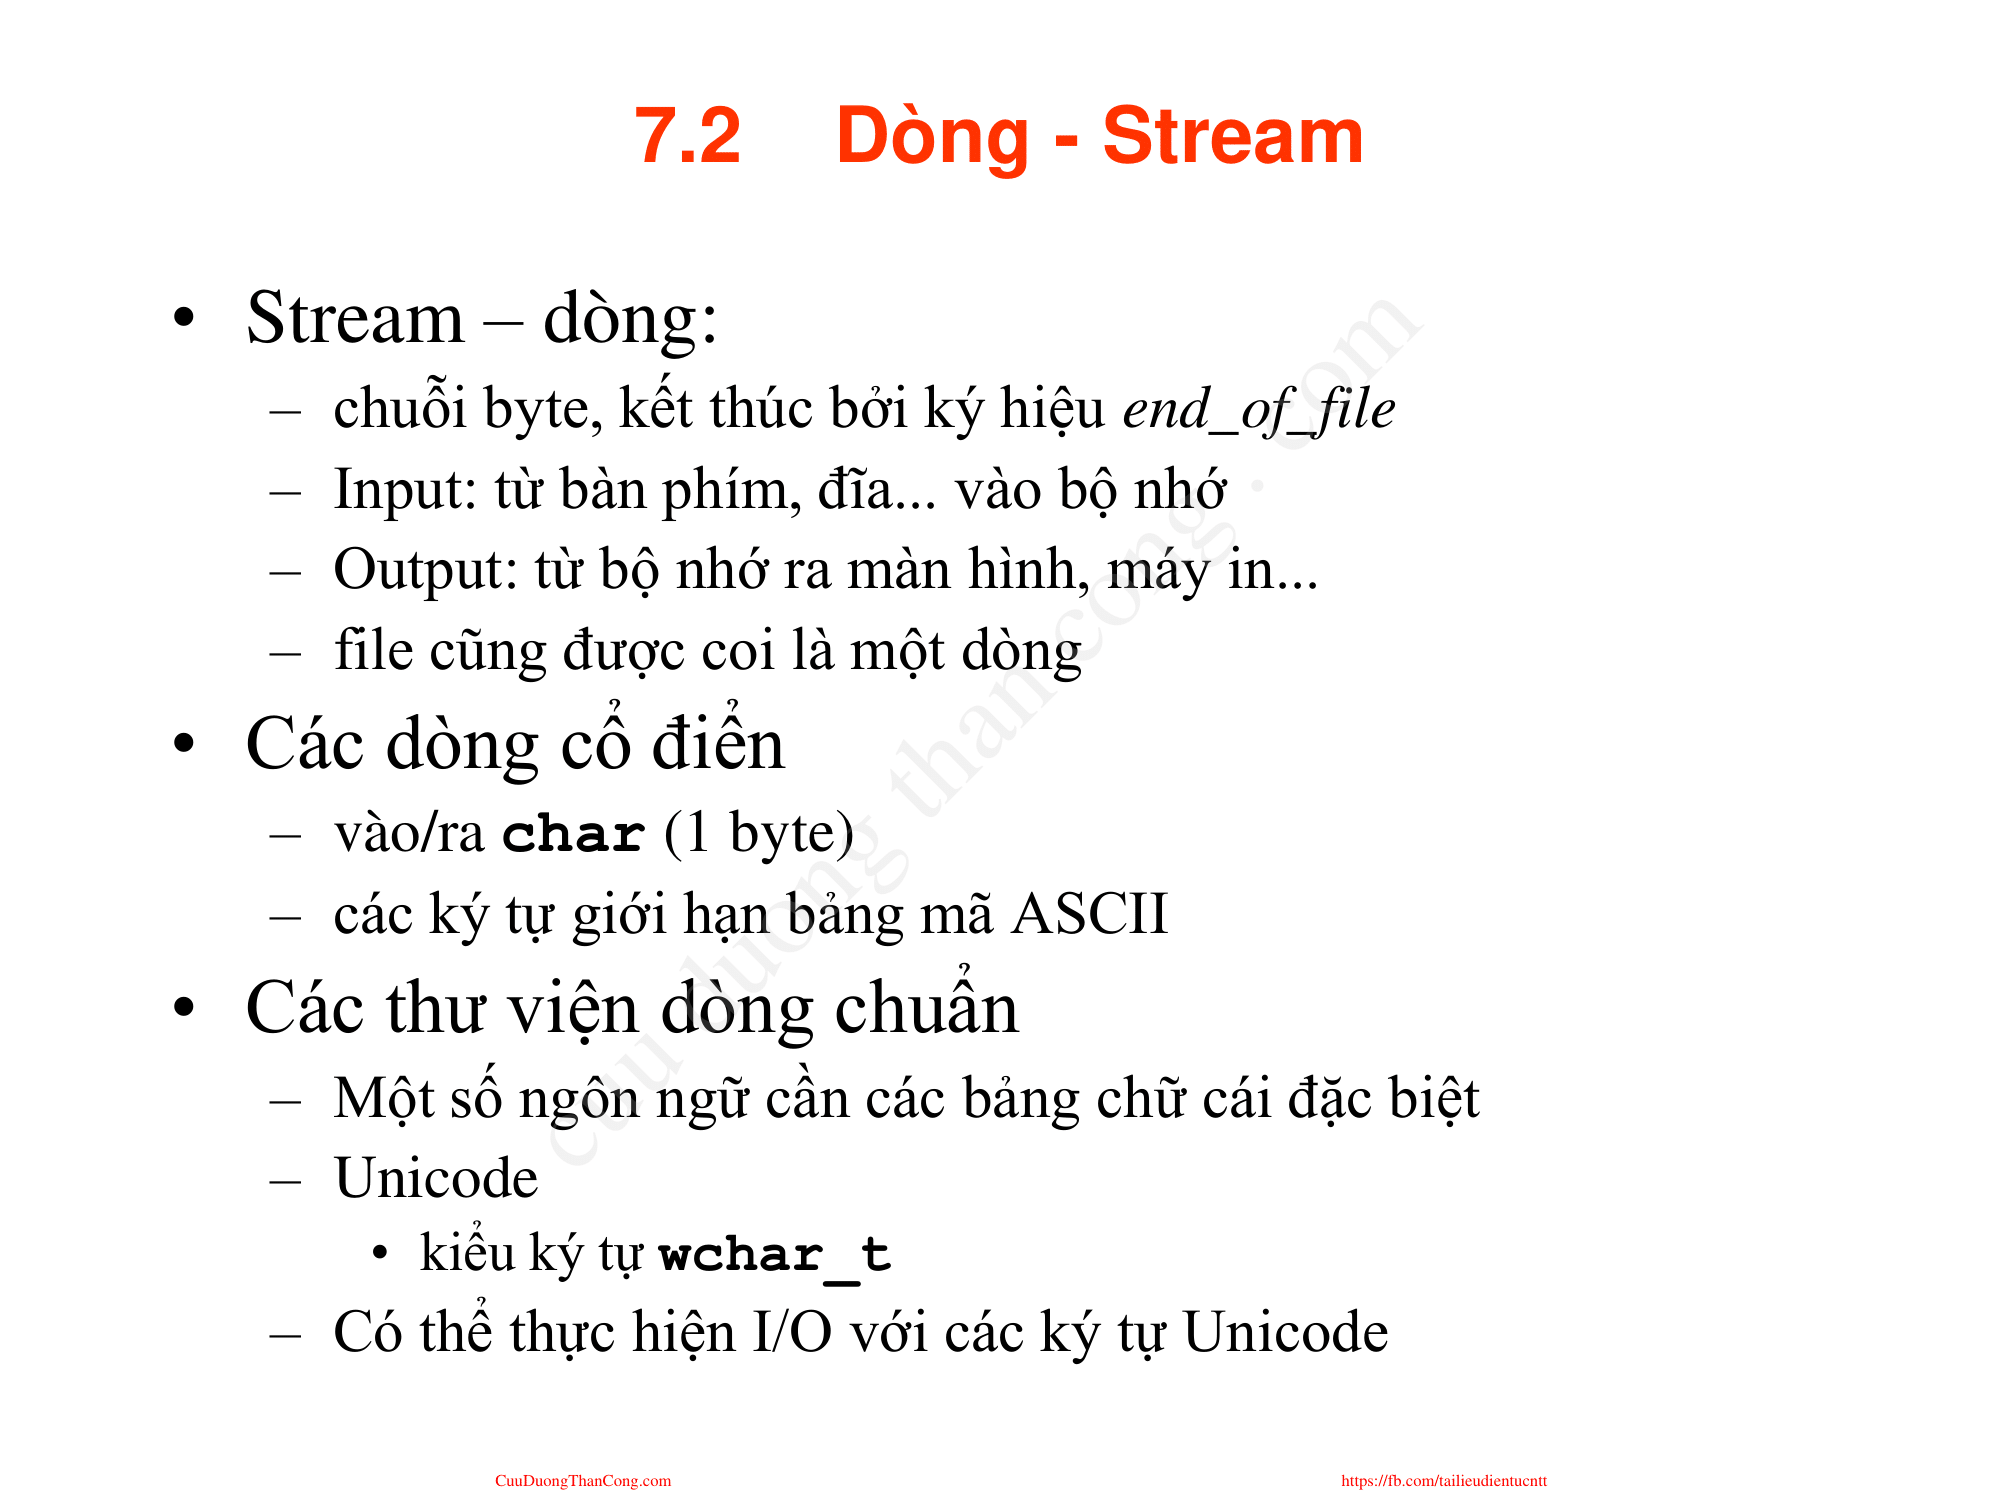 7.2 Dòng - Stream
• Stream – dòng:
– chuỗi byte, kết thúc bởi ký hiệu end_of_file
– Input: từ bàn phím, đĩa... vào bộ nhớ
– Output: từ bộ nhớ ra màn hình, máy in...
– file cũng được coi là một dòng
• Các dòng cổ điển
– vào/ra char (1 byte)
– các ký tự giới hạn bảng mã ASCII
• Các thư viện dòng chuẩn
– Một số ngôn ngữ cần các bảng chữ cái đặc biệt
– Unicode
• kiểu ký tự wchar_t
– Có thể thực hiện I/O với các ký tự Unicode
cuu duong than cong . com
CuuDuongThanCong.com
https://fb.com/tailieudientucntt